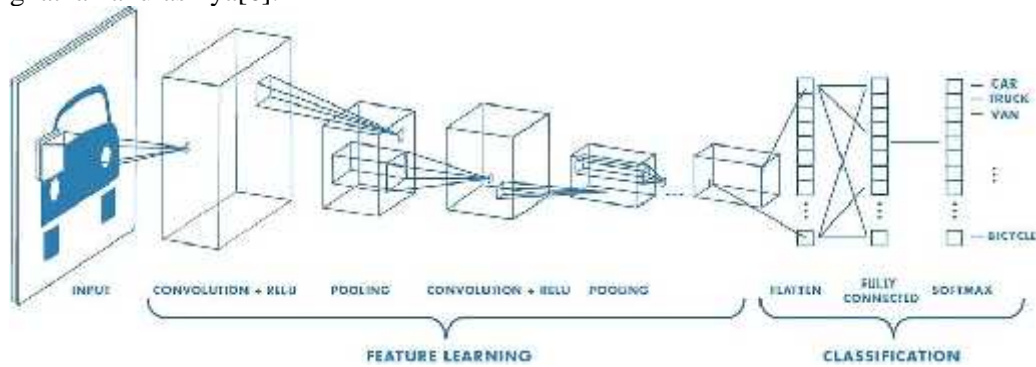 CAR
TRUCK
VAN
BICYCLE
INPUT
CONVOLUTION + RELU
POOLING
CONVOLUTION + RELU
POOLING
FLATTEN
FULLY
CONNECTED
SOFTMAX
FEATURE LEARNING
CLASSIFICATION